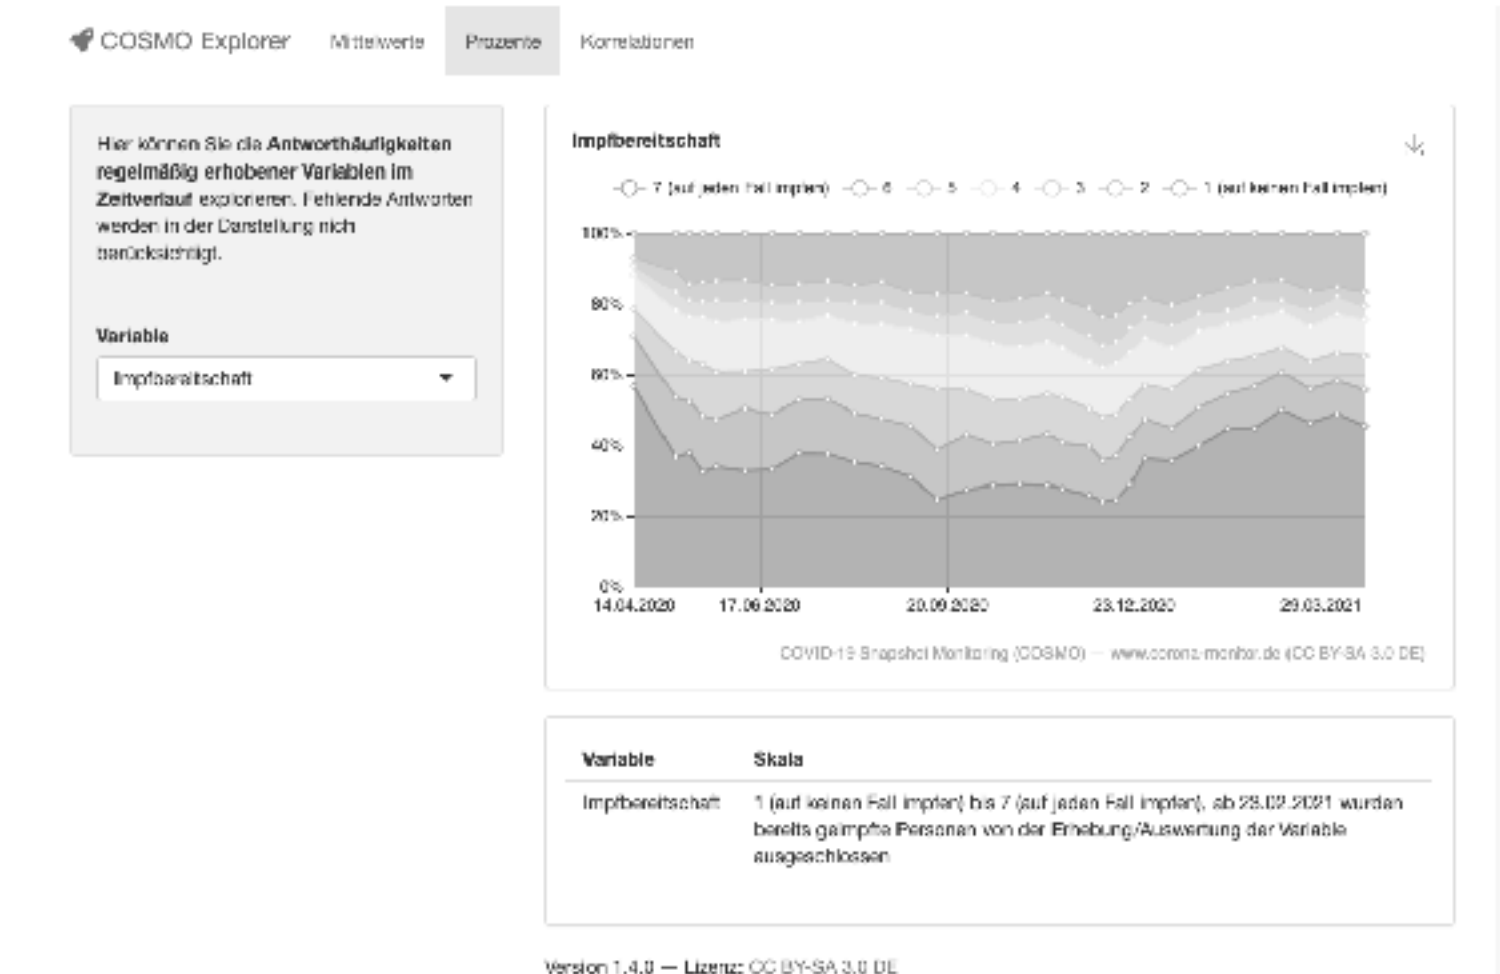 COSMO Explorer Mittelwerte Prozente Korrelationen
Hier können Sie die Antworthäufigkeiten
regelmäßig erhobener Variablen im
Zeitverlauf explorieren. Fehlende Antworten
werden in der Darstellung nich
berücksichtigt.
Variable
Impfbereitschaft
Impfbereitschaft
7 (auf jeden Fall impfen) 6 5 4 3 2 1 (auf keinen Fall impfen)
100%
80%
60%
40%
20%
0%
14.04.2020 17.06.2020 20.09.2020 23.12.2020 29.03.2021
COVID-19 Snapshot Monitoring (COSMO) — www.corona-monitor.de (CC BY-SA 3.0 DE)
Variable Skala
Impfbereitschaft 1 (auf keinen Fall impfen) bis 7 (auf jeden Fall impfen), ab 23.02.2021 wurden
bereits geimpfte Personen von der Erhebung/Auswertung der Variable
ausgeschlossen
Version 1.4.0 — Lizenz: CC BY-SA 3.0 DE